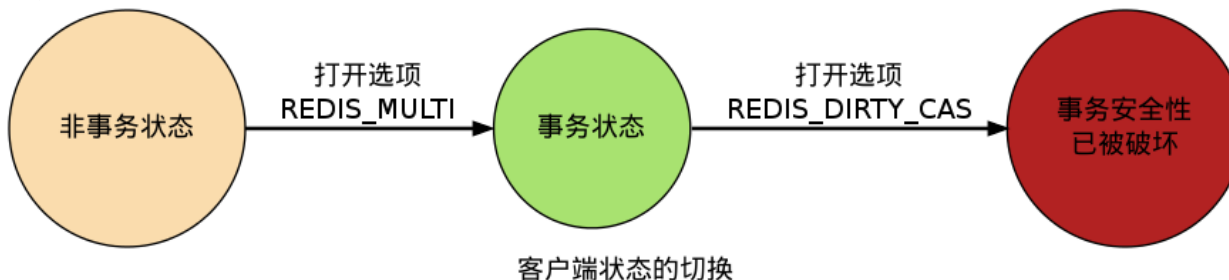 非事务状态
打开选项
REDIS_MULTI
事务状态
打开选项
REDIS_DIRTY_CAS
事务安全性
已被破坏
客户端状态的切换